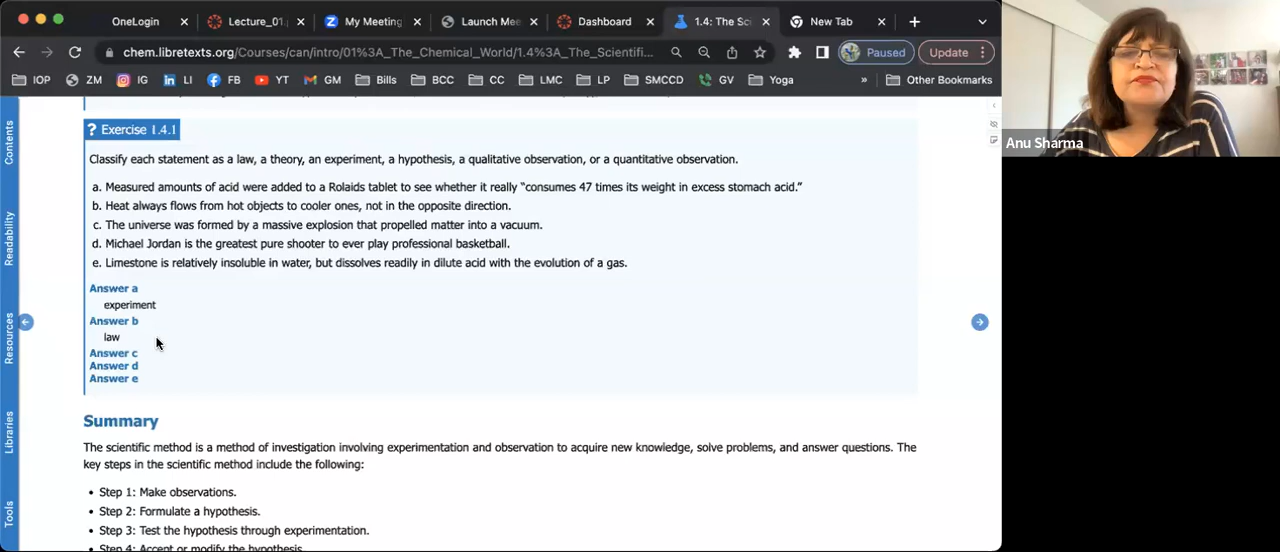 OneLogin
Lecture_01.
My Meeting
Launch Mee
Dashboard
1.4: The Sci
New Tab
chem.libretexts.org/Courses/can/intro/01%3A_The_Chemical_World/1.4%3A_The_Scientifi...
Paused
Update
IOP ZM IG LI FB YT GM Bills BCC CC LMC LP SMCCD GV Yoga » Other Bookmarks
Contents
Readability
Resources
Libraries
Tools
? Exercise 1.4.1
Classify each statement as a law, a theory, an experiment, a hypothesis, a qualitative observation, or a quantitative observation.
a. Measured amounts of acid were added to a Rolaids tablet to see whether it really “consumes 47 times its weight in excess stomach acid.”
b. Heat always flows from hot objects to cooler ones, not in the opposite direction.
c. The universe was formed by a massive explosion that propelled matter into a vacuum.
d. Michael Jordan is the greatest pure shooter to ever play professional basketball.
e. Limestone is relatively insoluble in water, but dissolves readily in dilute acid with the evolution of a gas.
Answer a
experiment
Answer b
law
Answer c
Answer d
Answer e
Summary
The scientific method is a method of investigation involving experimentation and observation to acquire new knowledge, solve problems, and answer questions. The
key steps in the scientific method include the following:
• Step 1: Make observations.
• Step 2: Formulate a hypothesis.
• Step 3: Test the hypothesis through experimentation.
• Step 4: Accept or modify the hypothesis.
Anu Sharma